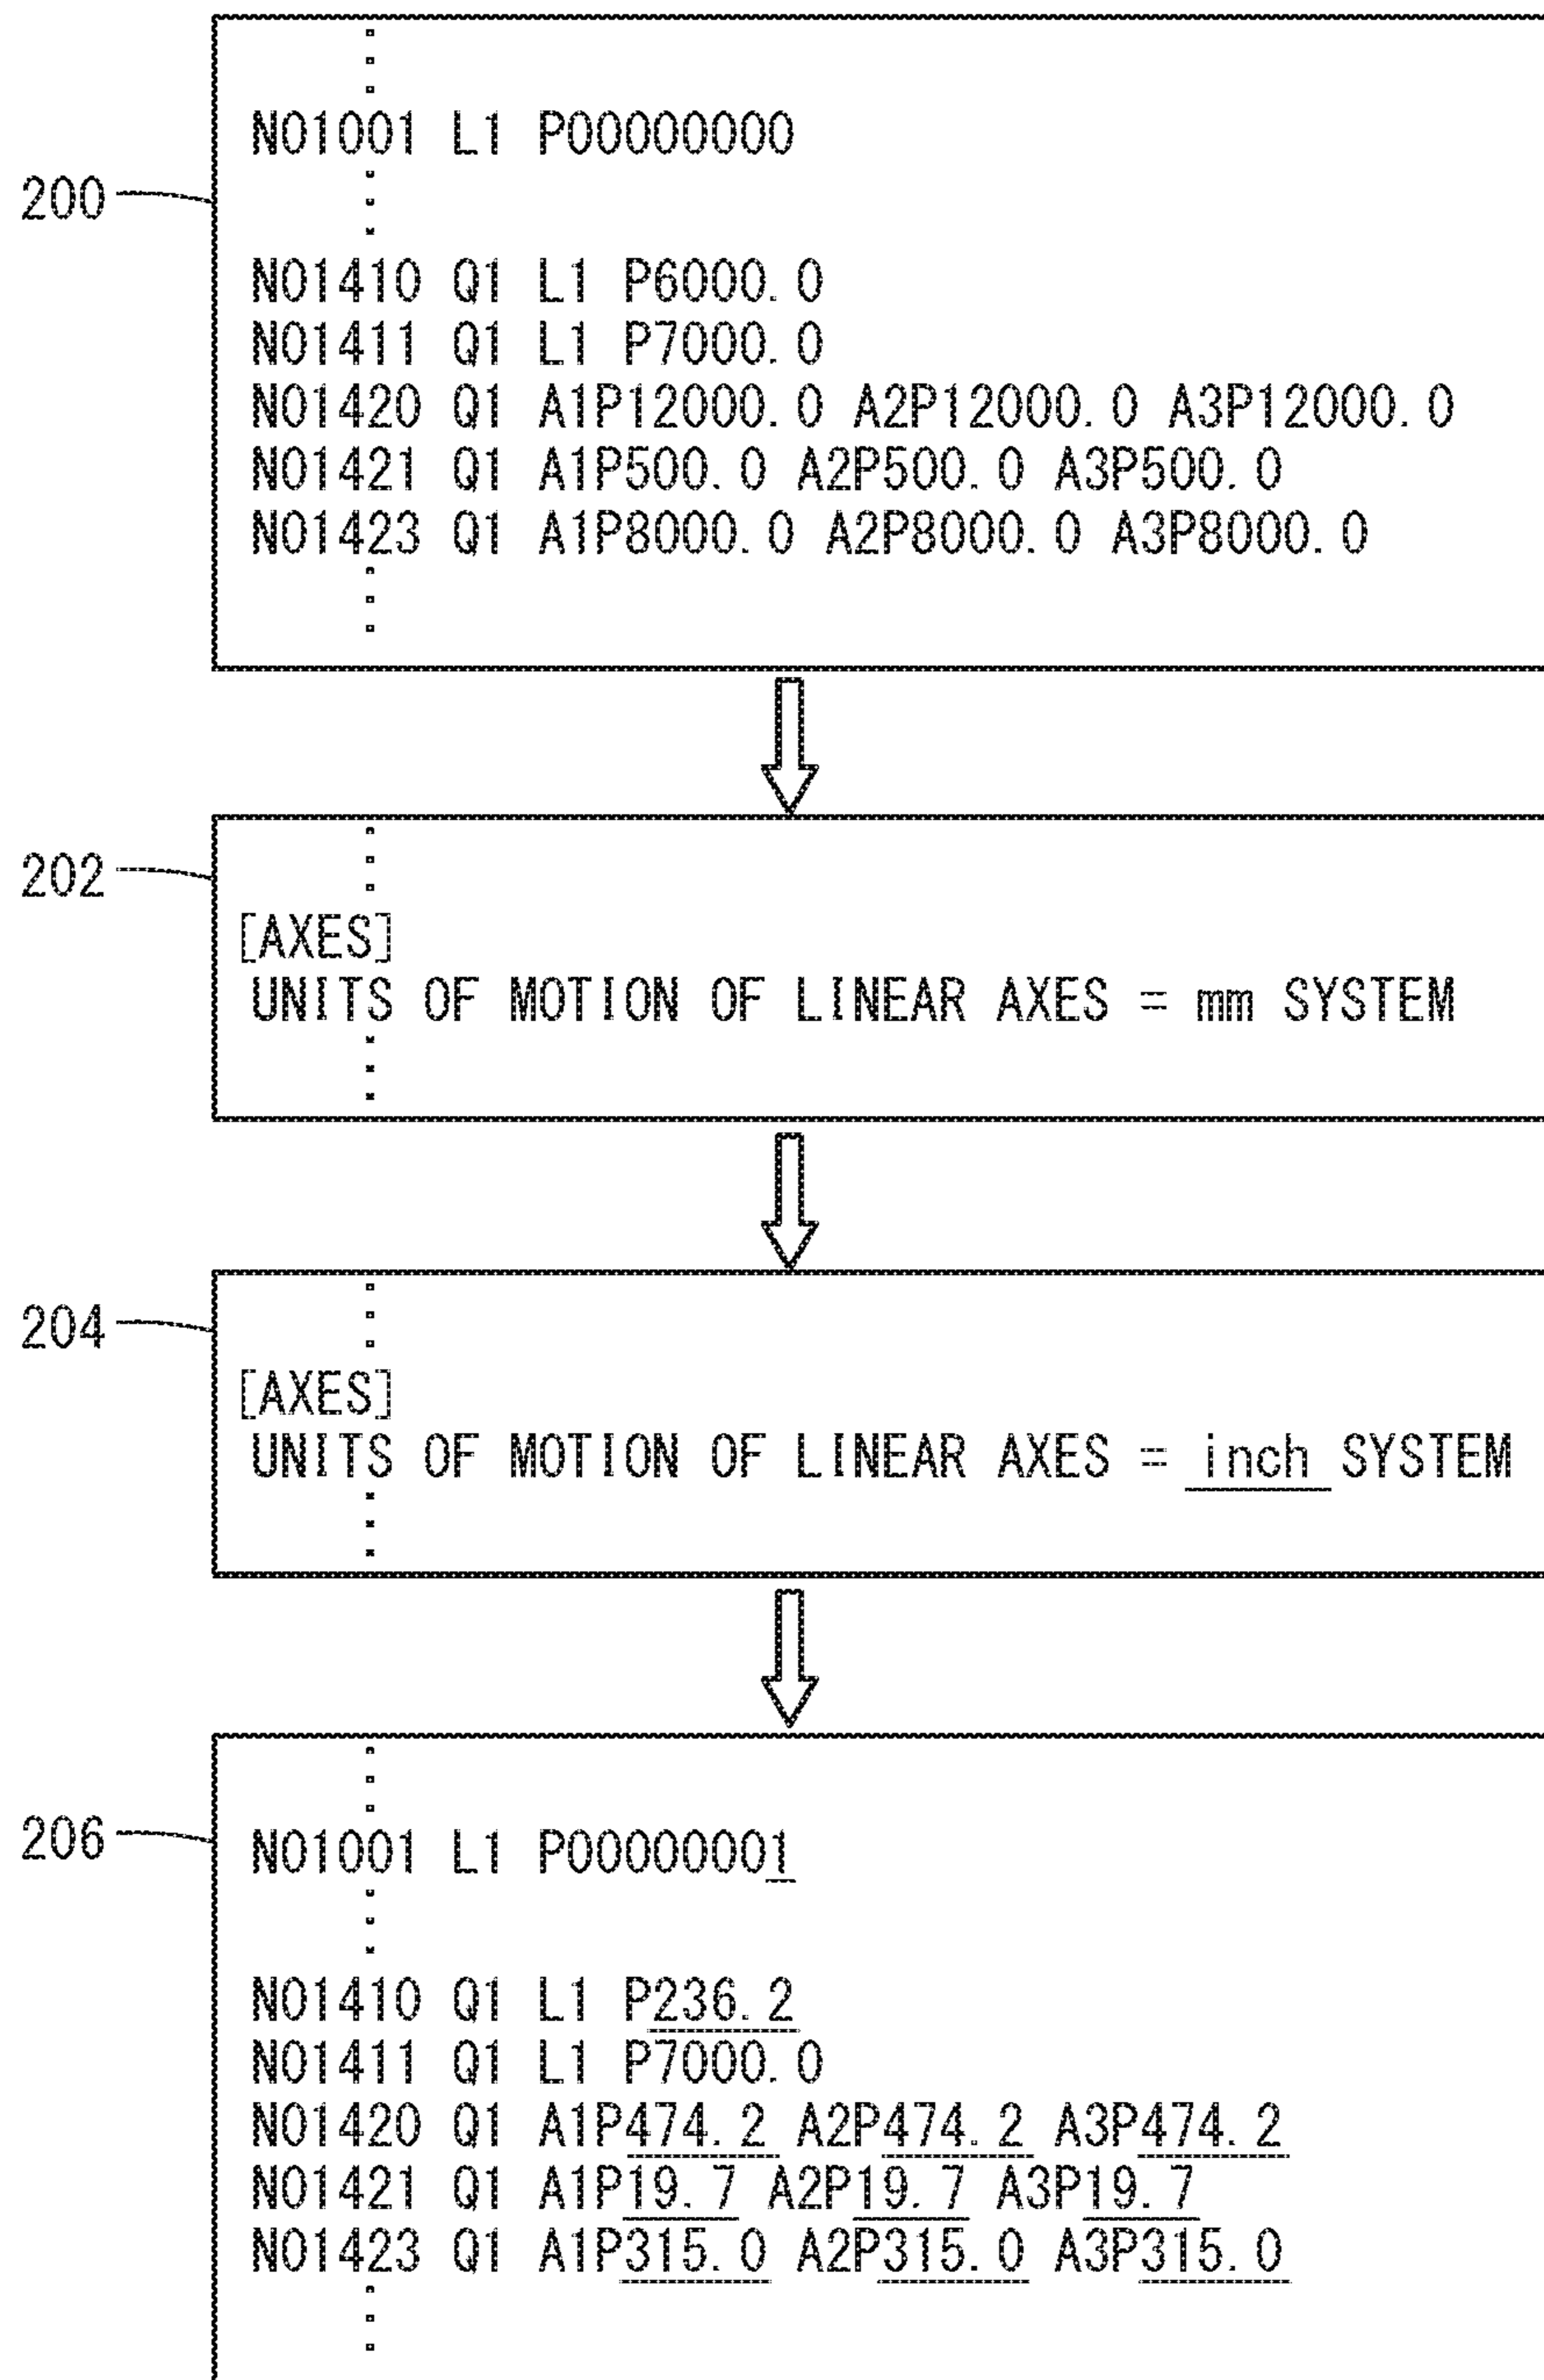 N01001 L1 P00000000
200
N01410 Q1 L1 P6000.0
N01411 Q1 L1 P7000.0
N01420 Q1 A1P12000.0 A2P12000.0 A3P12000.0
N01421 Q1 A1P500.0 A2P500.0 A3P500.0
N01423 Q1 A1P8000.0 A2P8000.0 A3P8000.0
202
[AXES]
UNITS OF MOTION OF LINEAR AXES = mm SYSTEM
204
[AXES]
UNITS OF MOTION OF LINEAR AXES = inch SYSTEM
206
N01001 L1 P00000001
N01410 Q1 L1 P236.2
N01411 Q1 L1 P7000.0
N01420 Q1 A1P474.2 A2P474.2 A3P474.2
N01421 Q1 A1P19.7 A2P19.7 A3P19.7
N01423 Q1 A1P315.0 A2P315.0 A3P315.0